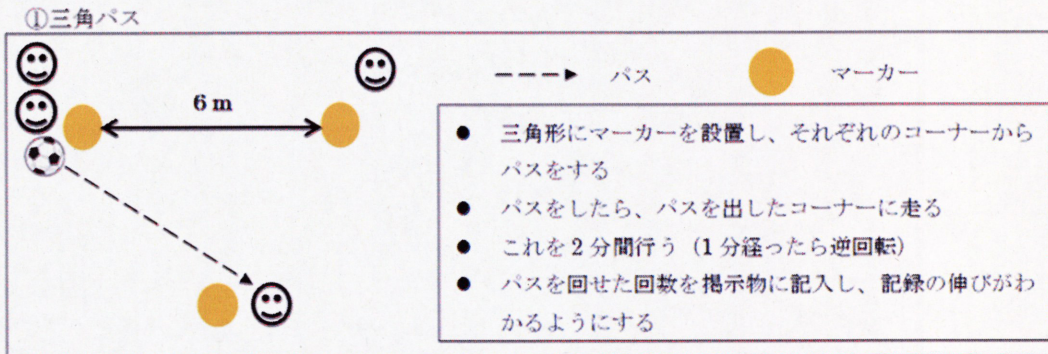 ①三角パス
6m
パス
マーカー
● 三角形にマーカーを設置し、それぞれのコーナーから
パスをする
● パスをしたら、パスを出したコーナーに走る
● これを2分間行う（1分経ったら逆回転）
● パスを回せた回数を掲示物に記入し、記録の伸びがわ
かるようにする